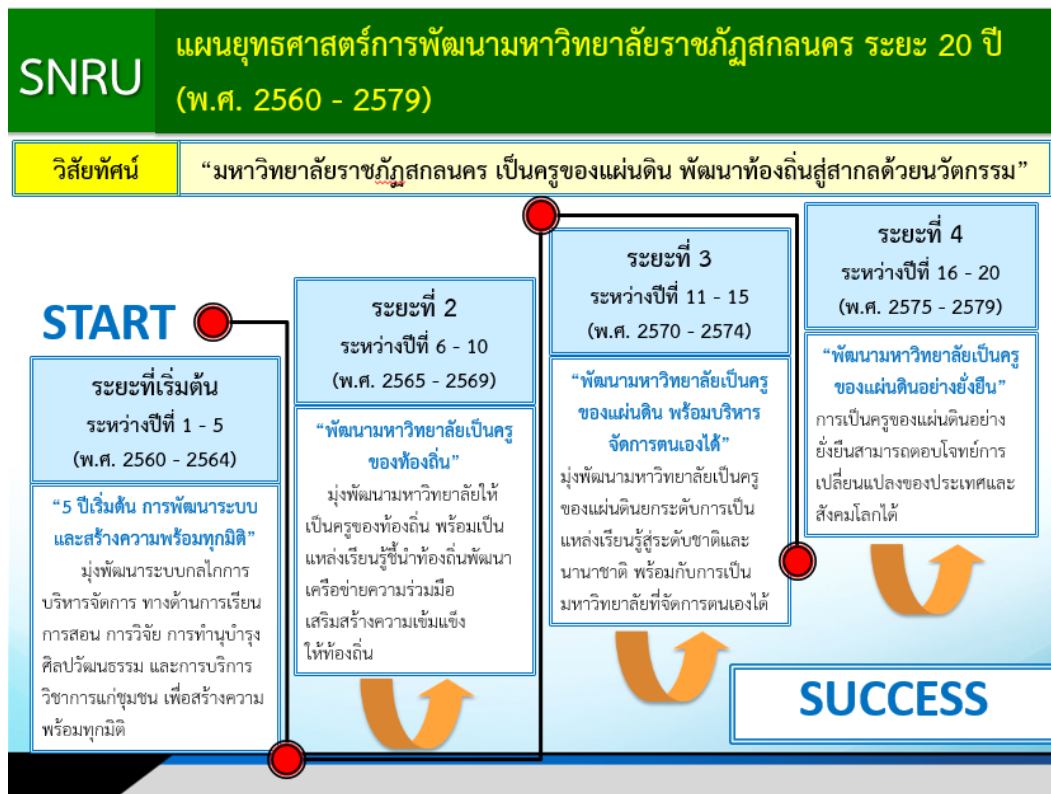 SNRU
แผนยุทธศาสตร์การพัฒนามหาวิทยาลัยราชภัฏสกลนคร ระยะ 20 ปี
(พ.ศ. 2560 - 2579)
วิสัยทัศน์
“มหาวิทยาลัยราชภัฏสกลนคร เป็นครูของแผ่นดิน พัฒนาท้องถิ่นสู่สากลด้วยนวัตกรรม”
START
ระยะที่เริ่มต้น
ระหว่างปีที่ 1 - 5
(พ.ศ. 2560 - 2564)
“5 ปีเริ่มต้น การพัฒนาระบบ
และสร้างความพร้อมทุกมิติ”
มุ่งพัฒนาระบบกลไกการ
บริหารจัดการ ทางด้านการเรียน
การสอน การวิจัย การทำนุบำรุง
ศิลปวัฒนธรรม และการบริการ
วิชาการแก่ชุมชน เพื่อสร้างความ
พร้อมทุกมิติ
ระยะที่ 2
ระหว่างปีที่ 6 - 10
(พ.ศ. 2565 - 2569)
“พัฒนามหาวิทยาลัยเป็นครู
ของท้องถิ่น”
มุ่งพัฒนามหาวิทยาลัยให้
เป็นครูของท้องถิ่น พร้อมเป็น
แหล่งเรียนรู้ชี้นำท้องถิ่นพัฒนา
เครือข่ายความร่วมมือ
เสริมสร้างความเข้มแข็ง
ให้ท้องถิ่น
ระยะที่ 3
ระหว่างปีที่ 11 - 15
(พ.ศ. 2570 - 2574)
“พัฒนามหาวิทยาลัยเป็นครู
ของแผ่นดิน พร้อมบริหาร
จัดการตนเองได้”
มุ่งพัฒนามหาวิทยาลัยเป็นครู
ของแผ่นดินยกระดับการเป็น
แหล่งเรียนรู้สู่ระดับชาติและ
นานาชาติ พร้อมกับการเป็น
มหาวิทยาลัยที่จัดการตนเองได้
ระยะที่ 4
ระหว่างปีที่ 16 - 20
(พ.ศ. 2575 - 2579)
“พัฒนามหาวิทยาลัยเป็นครู
ของแผ่นดินอย่างยั่งยืน”
การเป็นครูของแผ่นดินอย่าง
ยั่งยืนสามารถตอบโจทย์การ
เปลี่ยนแปลงของประเทศและ
สังคมโลกได้
SUCCESS